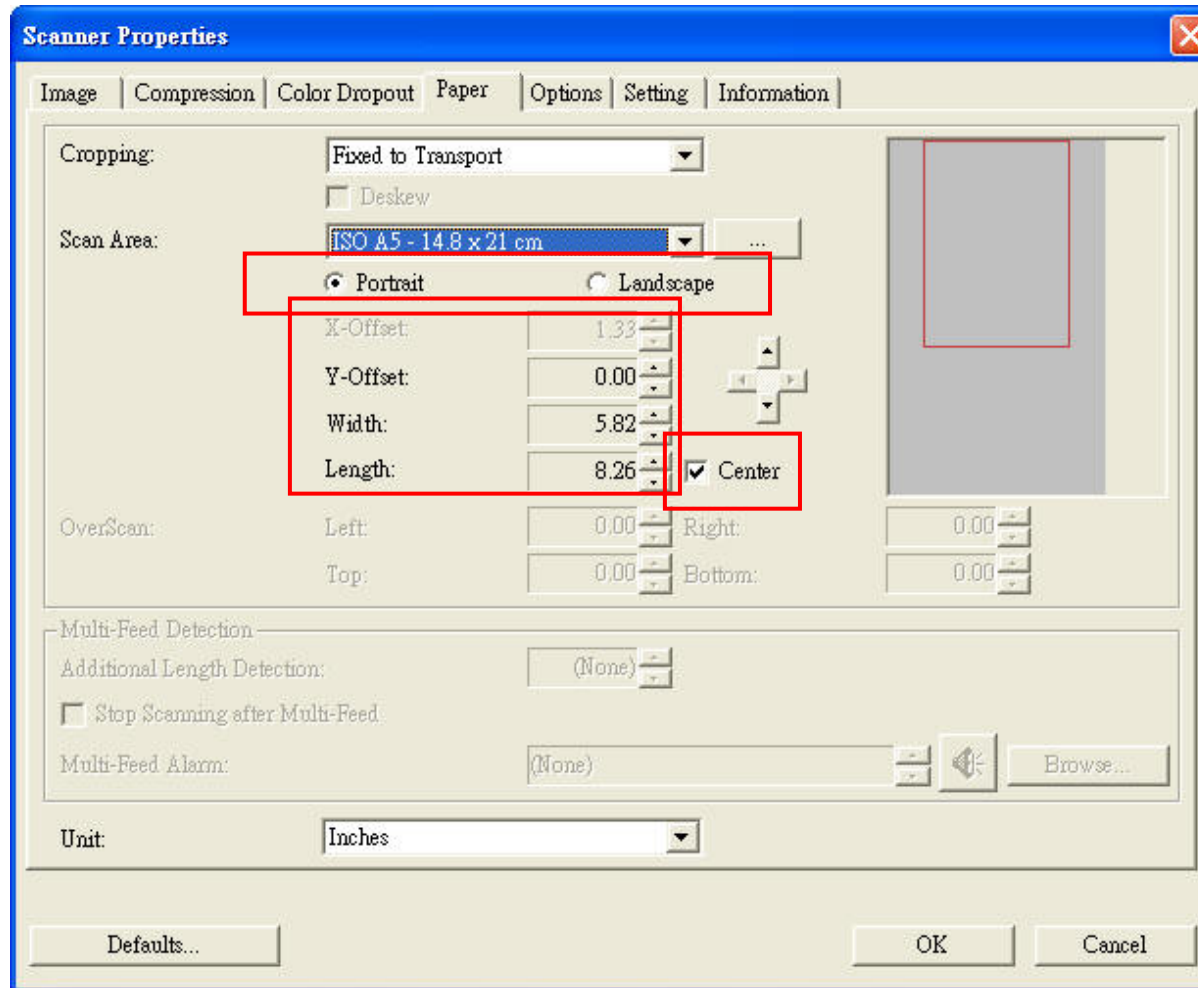 Scanner Properties
Image Compression Color Dropout Paper Options Setting Information
Cropping: Fixed to Transport
Deskew
Scan Area: ISO A5 - 14.8 x 21 cm ...
Portrait Landscape
X-Offset: 1.33
Y-Offset: 0.00
Width: 5.82
Length: 8.26 Center
OverScan: Left: 0.00 Right: 0.00
Top: 0.00 Bottom: 0.00
Multi-Feed Detection
Additional Length Detection: (None)
Stop Scanning after Multi-Feed
Multi-Feed Alarm: (None) Browse...
Unit: Inches
Defaults... OK Cancel